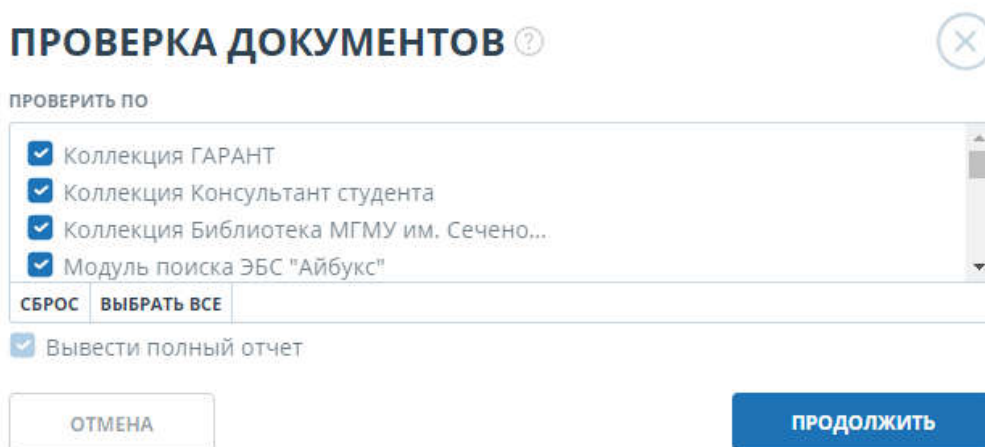 ПРОВЕРКА ДОКУМЕНТОВ ?
ПРОВЕРИТЬ ПО
Коллекция ГАРАНТ
Коллекция Консультант студента
Коллекция Библиотека МГМУ им. Сечено...
Модуль поиска ЭБС "Айбукс"
СБРОС ВЫБРАТЬ ВСЕ
Вывести полный отчет
ОТМЕНА ПРОДОЛЖИТЬ